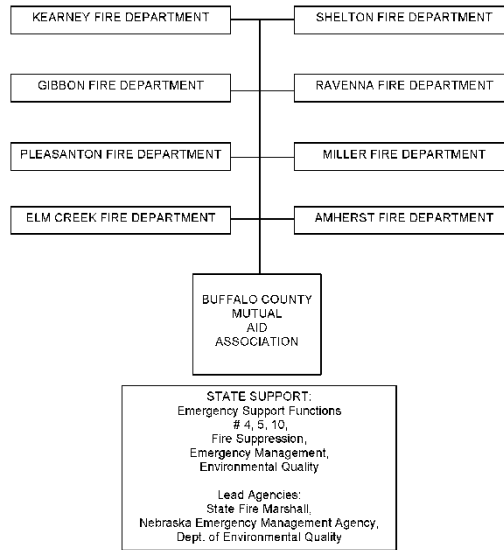 KEARNEY FIRE DEPARTMENT
SHELTON FIRE DEPARTMENT
GIBBON FIRE DEPARTMENT
RAVENNA FIRE DEPARTMENT
PLEASANTON FIRE DEPARTMENT
MILLER FIRE DEPARTMENT
ELM CREEK FIRE DEPARTMENT
AMHERST FIRE DEPARTMENT
BUFFALO COUNTY
MUTUAL
AID
ASSOCIATION
STATE SUPPORT:
Emergency Support Functions
# 4, 5, 10,
Fire Suppression,
Emergency Management,
Environmental Quality
Lead Agencies:
State Fire Marshall,
Nebraska Emergency Management Agency,
Dept. of Environmental Quality